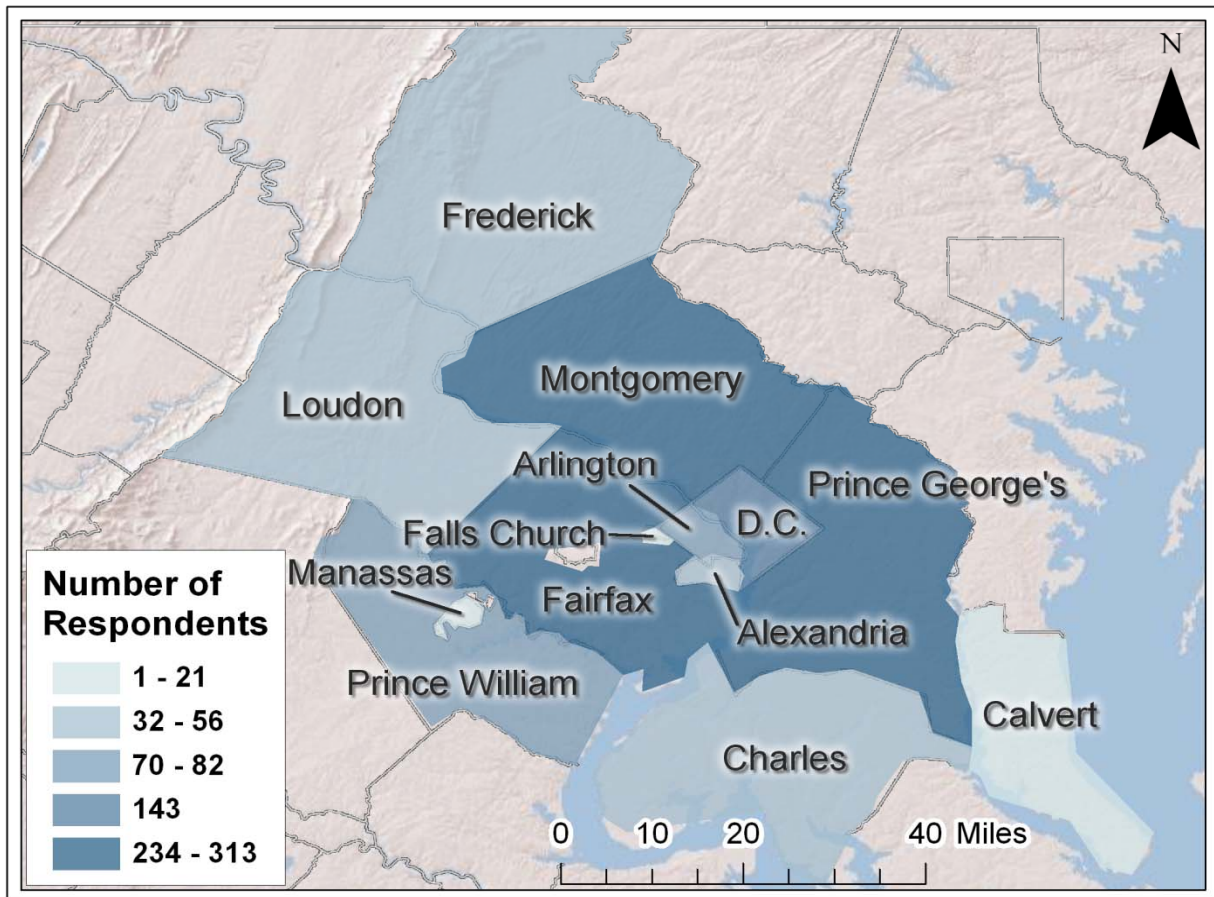 N
Frederick
Montgomery
Loudon
Arlington
Prince George's
D.C.
Falls Church
Manassas
Fairfax
Alexandria
Prince William
Calvert
Charles
Number of
Respondents
1 - 21
32 - 56
70 - 82
143
234 - 313
0 10 20 40 Miles